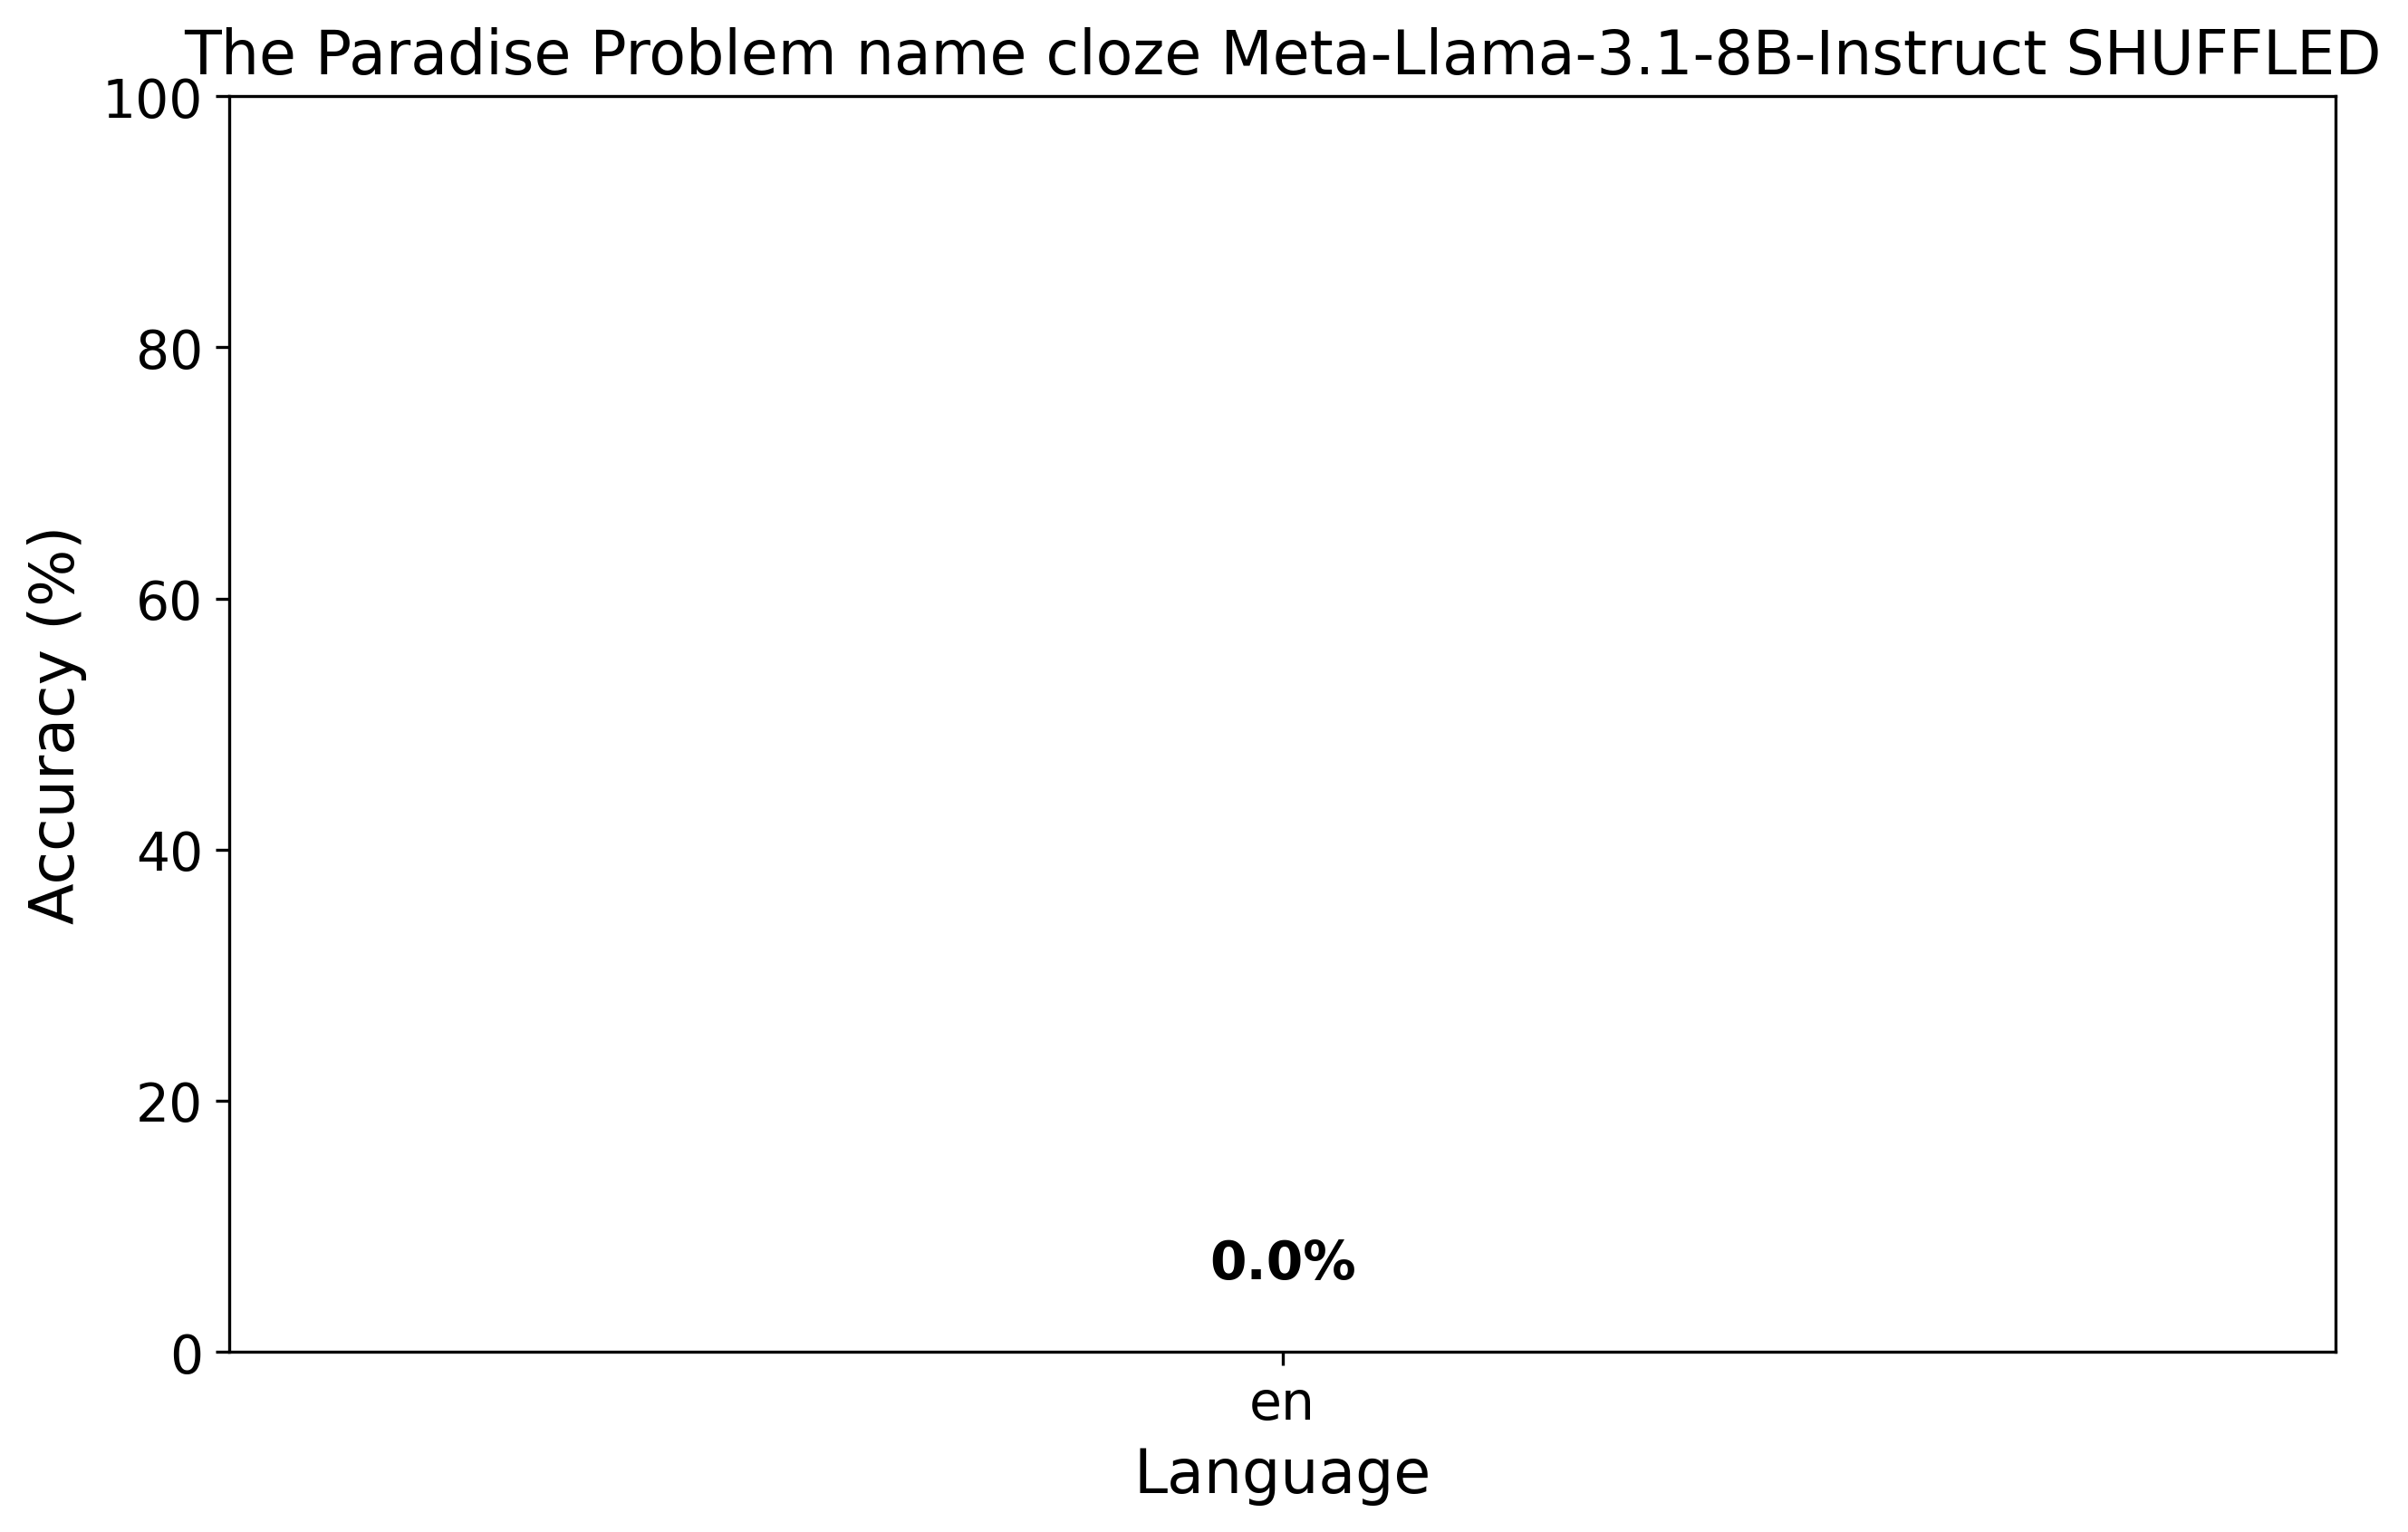 The Paradise Problem name cloze Meta-Llama-3.1-8B-Instruct SHUFFLED
100
80
60
40
20
0
Accuracy (%)
0.0%
en
Language